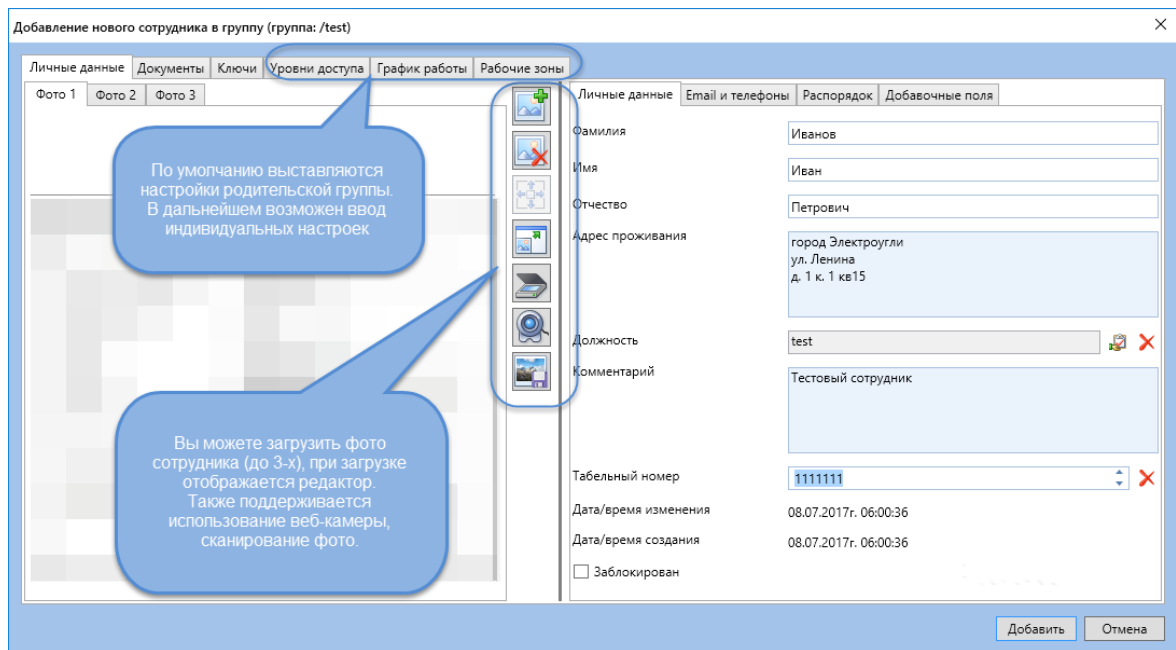 Добавление нового сотрудника в группу (группа: /test)
Личные данные Документы Ключи Уровни доступа График работы Рабочие зоны
Фото 1 Фото 2 Фото 3
По умолчанию выставляются
настройки родительской группы.
В дальнейшем возможен ввод
индивидуальных настроек
Вы можете загрузить фото
сотрудника (до 3-х), при загрузке
отображается редактор.
Также поддерживается
использование веб-камеры,
сканирование фото.
Личные данные Email и телефоны Распорядок Добавочные поля
Фамилия Иванов
Имя Иван
Отчество Петрович
Адрес проживания город Электроугли
ул. Ленина
д. 1 к. 1 кв15
Должность test
Комментарий Тестовый сотрудник
Табельный номер 1111111
Дата/время изменения 08.07.2017г. 06:00:36
Дата/время создания 08.07.2017г. 06:00:36
Заблокирован
Добавить Отмена